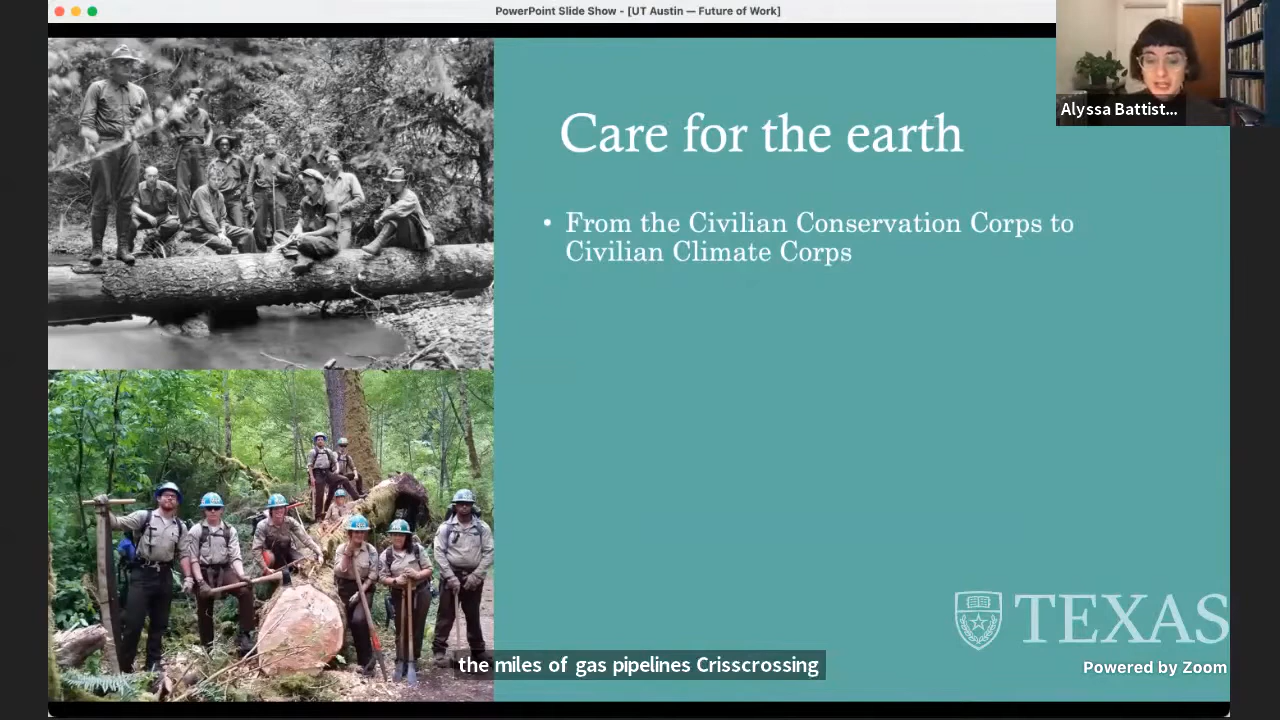 PowerPoint Slide Show - [UT Austin — Future of Work]
Alyssa Battist...
Care for the earth
• From the Civilian Conservation Corps to
Civilian Climate Corps
TEXAS
the miles of gas pipelines Crisscrossing
Powered by Zoom